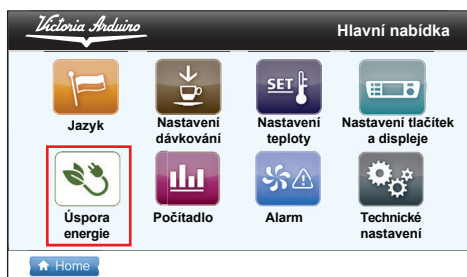 Victoria Arduino
Hlavní nabídka
SET
Jazyk
Nastavení
dávkování
Nastavení
teploty
Nastavení tlačítek
a displeje
Úspora
energie
Počítadlo
Alarm
Technické
nastavení
Home